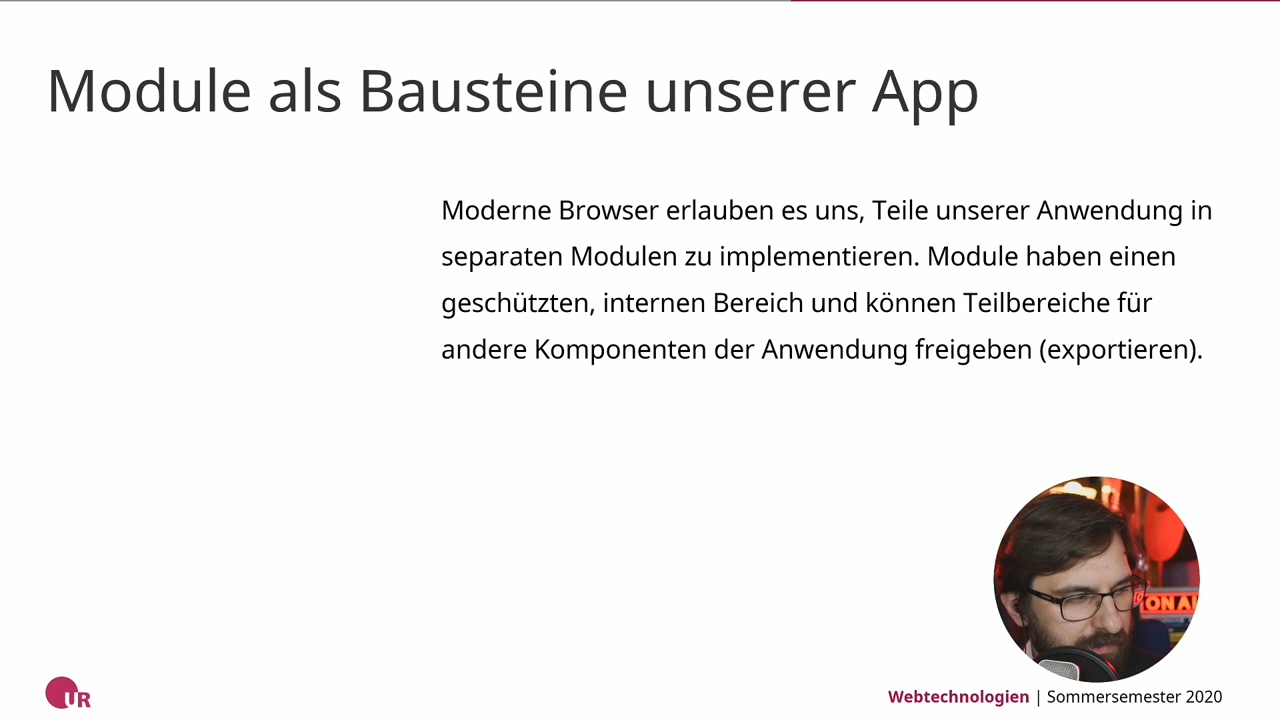 Module als Bausteine unserer App
Moderne Browser erlauben es uns, Teile unserer Anwendung in
separaten Modulen zu implementieren. Module haben einen
geschützten, internen Bereich und können Teilbereiche für
andere Komponenten der Anwendung freigeben (exportieren).
ON AI
UR
Webtechnologien | Sommersemester 2020